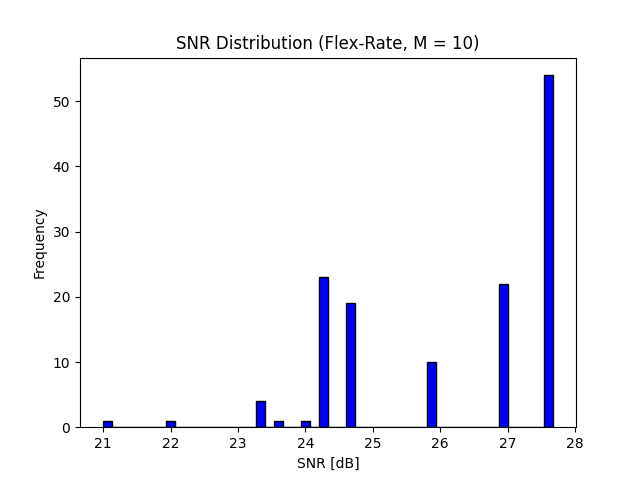 SNR Distribution (Flex-Rate, M = 10)
50
40
30
20
10
0
Frequency
21 22 23 24 25 26 27 28
SNR [dB]